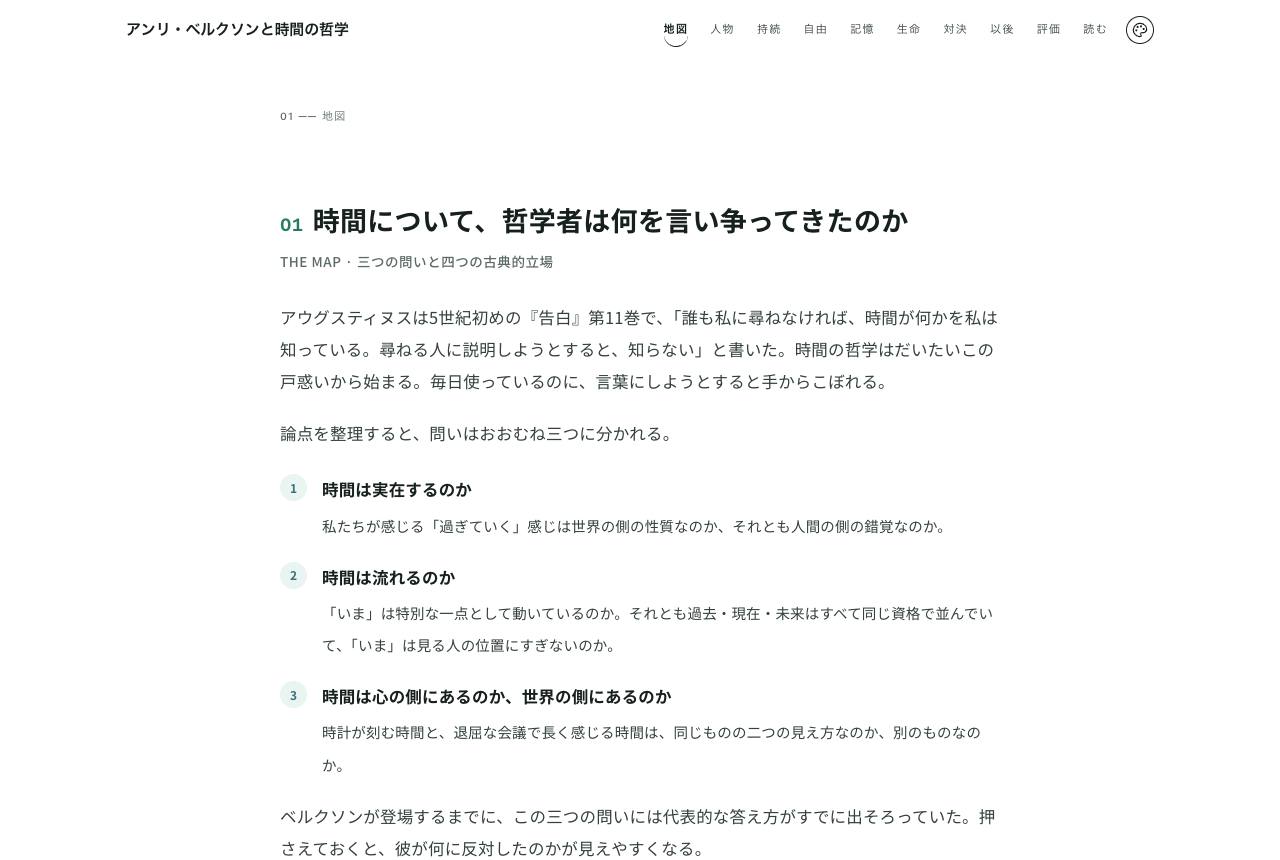 アンリ・ベルクソンと時間の哲学
地図 人物 持続 自由 記憶 生命 対決 以後 評価 読む
01 —— 地図
01 時間について、哲学者は何を言い争ってきたのか
THE MAP · 三つの問いと四つの古典的立場
アウグスティヌスは5世紀初めの『告白』第11巻で、「誰も私に尋ねなければ、時間が何かを私は
知っている。尋ねる人に説明しようとすると、知らない」と書いた。時間の哲学はだいたいこの
戸惑いから始まる。毎日使っているのに、言葉にしようとすると手からこぼれる。
論点を整理すると、問いはおおむね三つに分かれる。
1 時間は実在するのか
私たちが感じる「過ぎていく」感じは世界の側の性質なのか、それとも人間の側の錯覚なのか。
2 時間は流れるのか
「いま」は特別な一点として動いているのか。それとも過去・現在・未来はすべて同じ資格で並んでい
て、「いま」は見る人の位置にすぎないのか。
3 時間は心の側にあるのか、世界の側にあるのか
時計が刻む時間と、退屈な会議で長く感じる時間は、同じものの二つの見え方なのか、別のものなの
か。
ベルクソンが登場するまでに、この三つの問いには代表的な答え方がすでに出そろっていた。押
さえておくと、彼が何に反対したのかが見えやすくなる。